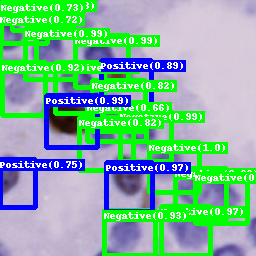 Negative(0.73)
Negative(0.72)
Negative(0.99)
Negative(0.99)
Negative(0.92)
Positive(0.89)
Negative(0.82)
Positive(0.99)
Negative(0.66)
Negative(0.99)
Negative(0.82)
Negative(1.0)
Positive(0.75)
Positive(0.97)
Negative(0
Negative(0.93)
ive(0.97)